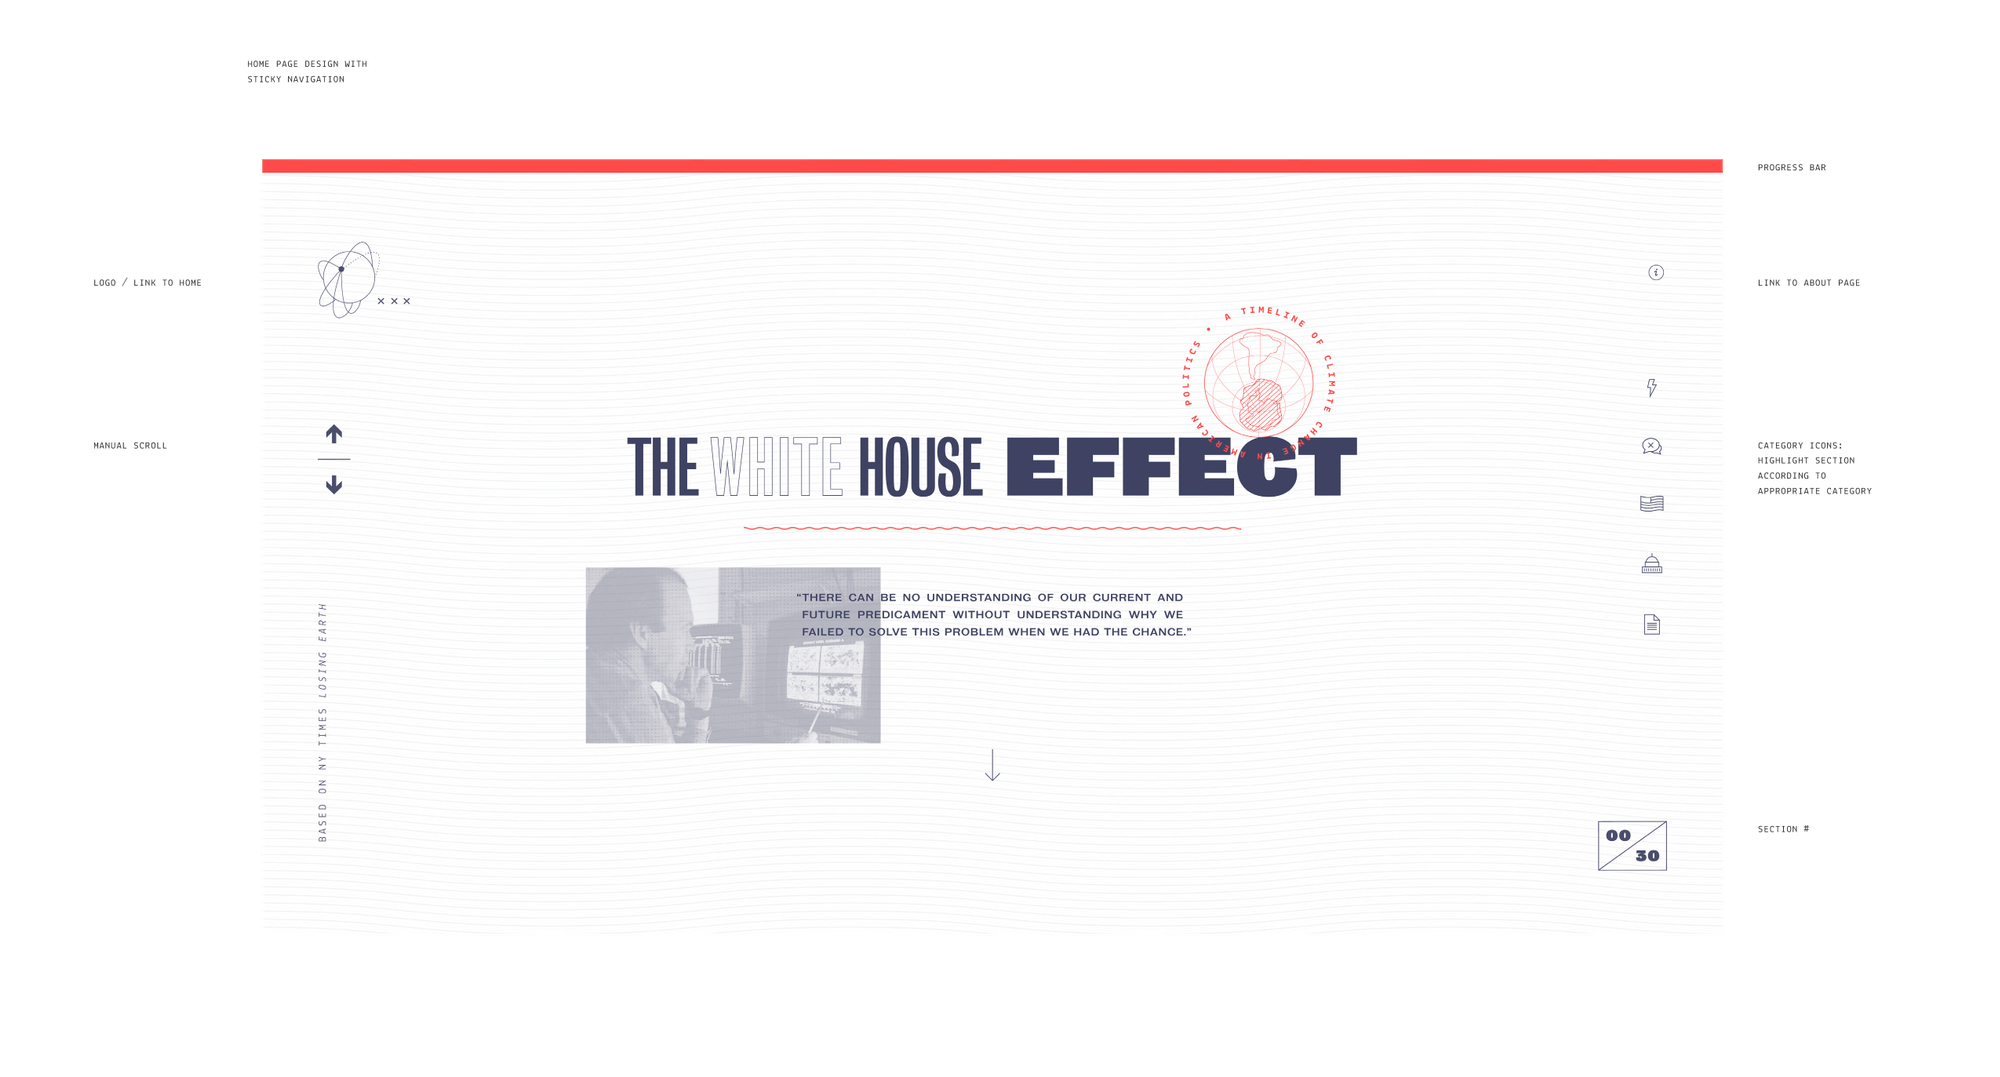 HOME PAGE DESIGN WITH
STICKY NAVIGATION
PROGRESS BAR
LOGO / LINK TO HOME
LINK TO ABOUT PAGE
• A TIMELINE OF CLIMATE CHANGE IN AMERICAN POLITICS
MANUAL SCROLL
THE WHITE HOUSE EFFECT
CATEGORY ICONS:
HIGHLIGHT SECTION
ACCORDING TO
APPROPRIATE CATEGORY
“THERE CAN BE NO UNDERSTANDING OF OUR CURRENT AND
FUTURE PREDICAMENT WITHOUT UNDERSTANDING WHY WE
FAILED TO SOLVE THIS PROBLEM WHEN WE HAD THE CHANCE.”
BASED ON NY TIMES LOSING EARTH
00
30
SECTION #